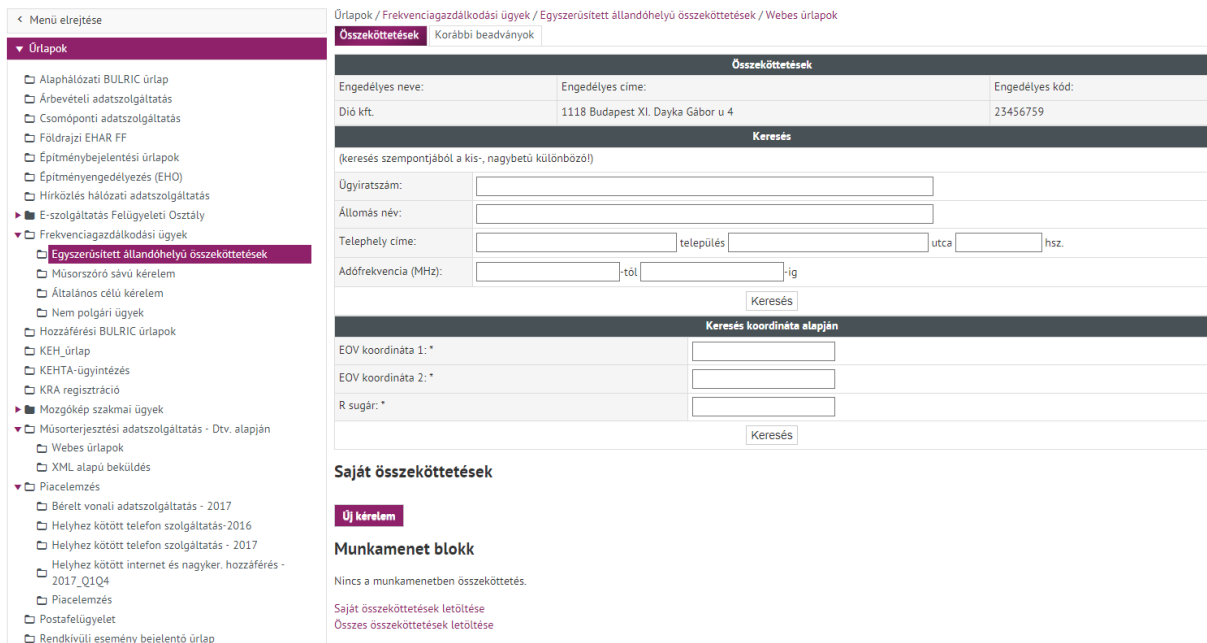 Menü elrejtése
Űrlapok
Alaphálózati BULRIC űrlap
Árbevételi adatszolgáltatás
Csomóponti adatszolgáltatás
Földrajzi EHAR FF
Építménybejelentési űrlapok
Építményengedélyezés (EHO)
Hírközlés hálózati adatszolgáltatás
E-szolgáltatás Felügyeleti Osztály
Frekvenciagazdálkodási ügyek
Egyszerűsített állandóhelyű összeköttetések
Műsorszóró sávú kérelem
Általános célú kérelem
Nem polgári ügyek
Hozzáférési BULRIC űrlapok
KEH_űrlap
KEHTA-ügyintézés
KRA regisztráció
Mozgókép szakmai ügyek
Műsorterjesztési adatszolgáltatás - Dtv. alapján
Webes űrlapok
XML alapú beküldés
Piacelemzés
Bérelt vonali adatszolgáltatás - 2017
Helyhez kötött telefon szolgáltatás-2016
Helyhez kötött telefon szolgáltatás - 2017
Helyhez kötött internet és nagyker. hozzáférés -
2017_Q1Q4
Piacelemzés
Postafelügyelet
Rendkívüli esemény bejelentő űrlap
Űrlapok / Frekvenciagazdálkodási ügyek / Egyszerűsített állandóhelyű összeköttetések / Webes űrlapok
Összeköttetések Korábbi beadványok
Összeköttetések
Engedélyes neve: Engedélyes címe: Engedélyes kód:
Dió kft. 1118 Budapest XI. Dayka Gábor u 4 23456759
Keresés
(keresés szempontjából a kis-, nagybetű különböző!)
Ügyiratszám:
Állomás név:
Telephely címe: település utca hsz.
Adófrekvencia (MHz): -tól -ig
Keresés
Keresés koordináta alapján
EOV koordináta 1: *
EOV koordináta 2: *
R sugár: *
Keresés
Saját összeköttetések
Új kérelem
Munkamenet blokk
Nincs a munkamenetben összeköttetés.
Saját összeköttetések letöltése
Összes összeköttetések letöltése